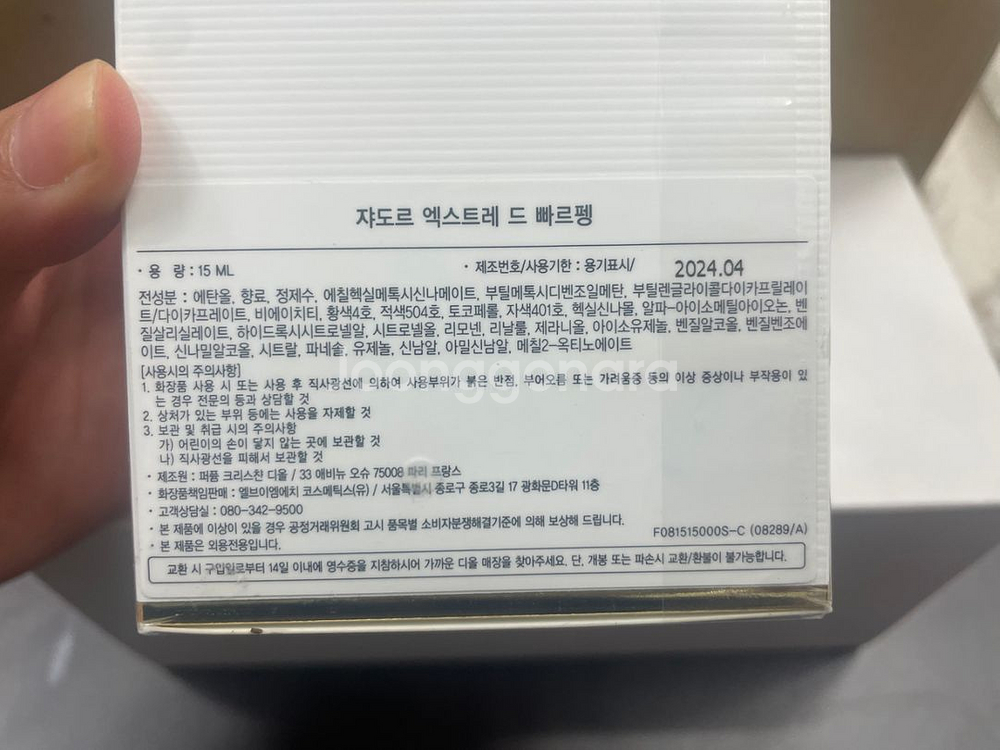 쟈도르 엑스트레 드 빠르펭
· 용 량 : 15 ML · 제조번호/사용기한 : 용기표시/ 2024.04
전성분 : 에탄올, 향료, 정제수, 에칠헥실메톡시신나메이트, 부틸메톡시디벤조일메탄, 부틸렌글라이콜다이카프릴레이
트/다이카프레이트, 비에이치티, 황색4호, 적색504호, 토코페롤, 자색401호, 헥실신나몰, 알파-아이소메틸아이오논, 벤
질살리실레이트, 하이드록시시트로넬알, 시트로넬올, 리모넨, 리날룰, 제라니올, 아이소유제놀, 벤질알코올, 벤질벤조에
이트, 신나밀알코올, 시트랄, 파네솔, 유제놀, 신남알, 아밀신남알, 메칠2-옥티노에이트
[사용시의 주의사항]
1. 화장품 사용 시 또는 사용 후 직사광선에 의하여 사용부위가 붉은 반점, 부어오름 또는 가려움증 등의 이상 증상이나 부작용이 있
는 경우 전문의 등과 상담할 것
2. 상처가 있는 부위 등에는 사용을 자제할 것
3. 보관 및 취급 시의 주의사항
가) 어린이의 손이 닿지 않는 곳에 보관할 것
나) 직사광선을 피해서 보관할 것
joonggonara
· 제조원 : 퍼퓸 크리스챤 디올 / 33 애비뉴 오슈 75008 파리 프랑스
· 화장품책임판매 : 엘브이엠에치 코스메틱스(유) / 서울특별시 종로구 종로3길 17 광화문D타워 11층
· 고객상담실 : 080-342-9500
· 본 제품에 이상이 있을 경우 공정거래위원회 고시 품목별 소비자분쟁해결기준에 의해 보상해 드립니다.
· 본 제품은 외용전용입니다. F081515000S-C (08289/A)
교환 시 구입일로부터 14일 이내에 영수증을 지참하시어 가까운 디올 매장을 찾아주세요. 단, 개봉 또는 파손시 교환/환불이 불가능합니다.